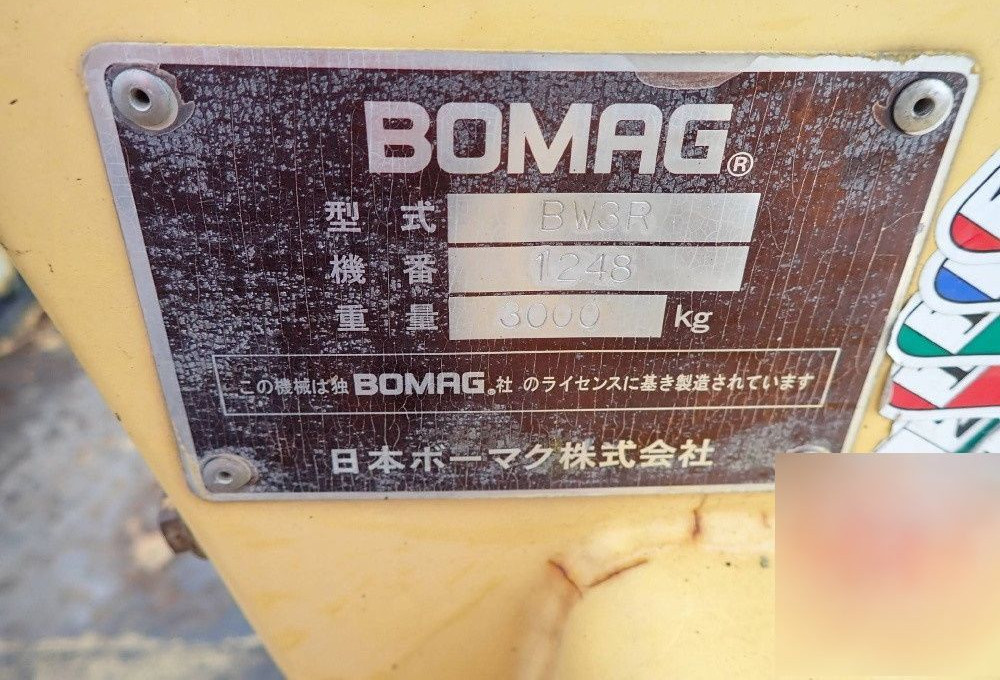 BOMAG®
型式 BW3R
機番 1248
重量 3000 kg
この機械は独BOMAG®社のライセンスに基き製造されています
日本ボーマク株式会社